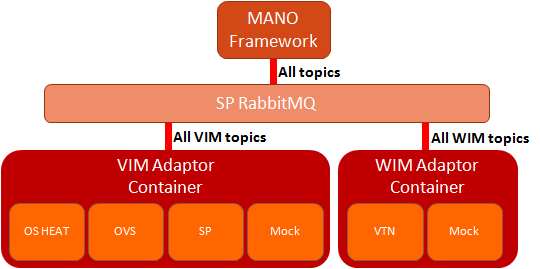 MANO
Framework
All topics
SP RabbitMQ
All VIM topics
All WIM topics
VIM Adaptor
Container
OS HEAT
OVS
SP
Mock
WIM Adaptor
Container
VTN
Mock